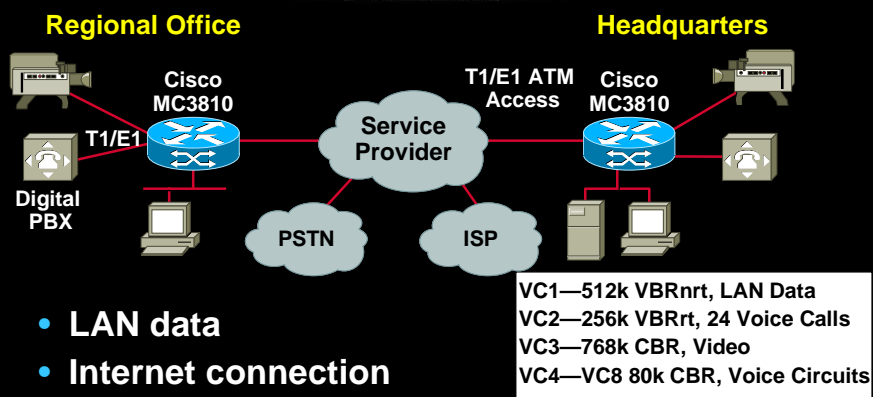 Regional Office
Headquarters
Cisco
MC3810
T1/E1 ATM
Access
Cisco
MC3810
T1/E1
Service
Provider
Digital
PBX
PSTN
ISP
• LAN data
• Internet connection
VC1—512k VBRnrt, LAN Data
VC2—256k VBRrt, 24 Voice Calls
VC3—768k CBR, Video
VC4—VC8 80k CBR, Voice Circuits